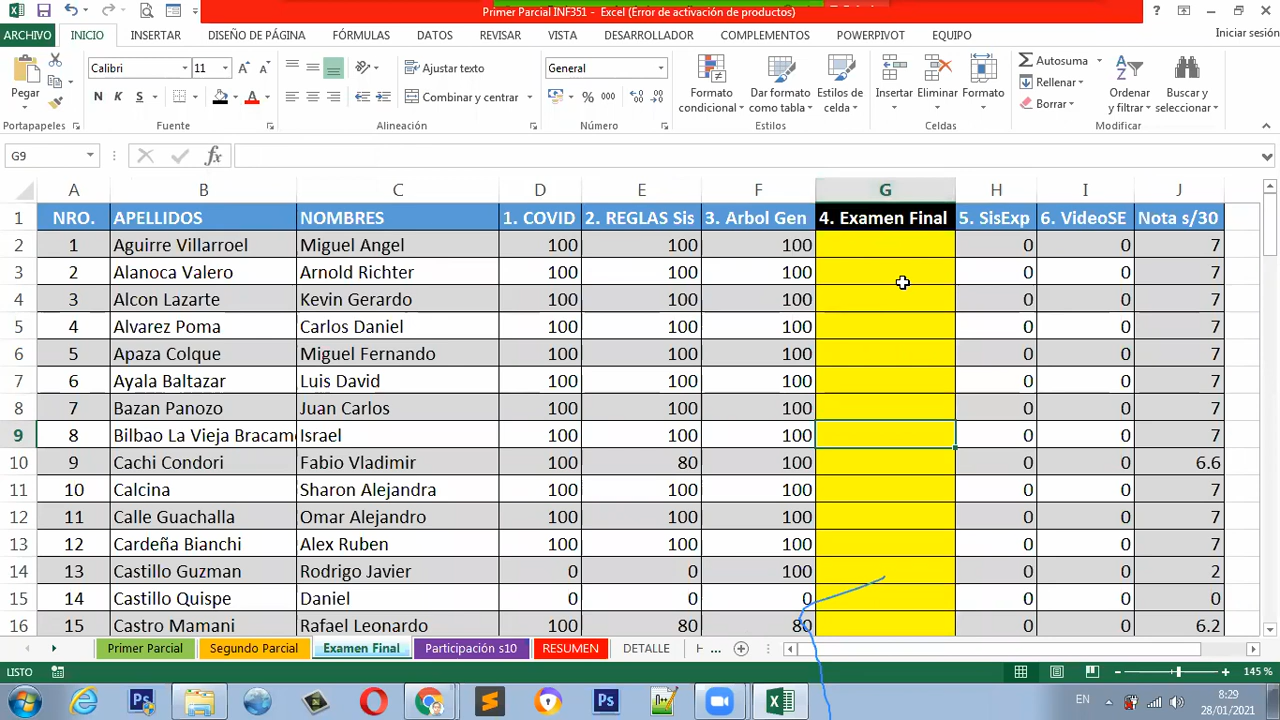 Primer Parcial INF351 - Excel (Error de activación de productos)
ARCHIVO INICIO INSERTAR DISEÑO DE PÁGINA FÓRMULAS DATOS REVISAR VISTA DESARROLLADOR COMPLEMENTOS POWERPIVOT EQUIPO Iniciar sesión
Pegar
Calibri 11
Ajustar texto
General
N K S
Combinar y centrar
% 000
Formato condicional
Dar formato como tabla
Estilos de celda
Insertar Eliminar Formato
Autosuma
Rellenar
Borrar
Ordenar y filtrar
Buscar y seleccionar
Portapapeles Fuente Alineación Número Estilos Celdas Modificar
G9 fx
A B C D E F G H I J
1 NRO. APELLIDOS NOMBRES 1. COVID 2. REGLAS Sis 3. Arbol Gen 4. Examen Final 5. SisExp 6. VideoSE Nota s/30
2 1 Aguirre Villarroel Miguel Angel 100 100 100 0 0 7
3 2 Alanoca Valero Arnold Richter 100 100 100 0 0 7
4 3 Alcon Lazarte Kevin Gerardo 100 100 100 0 0 7
5 4 Alvarez Poma Carlos Daniel 100 100 100 0 0 7
6 5 Apaza Colque Miguel Fernando 100 100 100 0 0 7
7 6 Ayala Baltazar Luis David 100 100 100 0 0 7
8 7 Bazan Panozo Juan Carlos 100 100 100 0 0 7
9 8 Bilbao La Vieja Bracamo Israel 100 100 100 0 0 7
10 9 Cachi Condori Fabio Vladimir 100 80 100 0 0 6.6
11 10 Calcina Sharon Alejandra 100 100 100 0 0 7
12 11 Calle Guachalla Omar Alejandro 100 100 100 0 0 7
13 12 Cardeña Bianchi Alex Ruben 100 100 100 0 0 7
14 13 Castillo Guzman Rodrigo Javier 0 0 100 0 0 2
15 14 Castillo Quispe Daniel 0 0 0 0 0 0
16 15 Castro Mamani Rafael Leonardo 100 80 80 0 0 6.2
Primer Parcial Segundo Parcial Examen Final Participación s10 RESUMEN DETALLE ...
LISTO 145 %
EN 8:29
28/01/2021